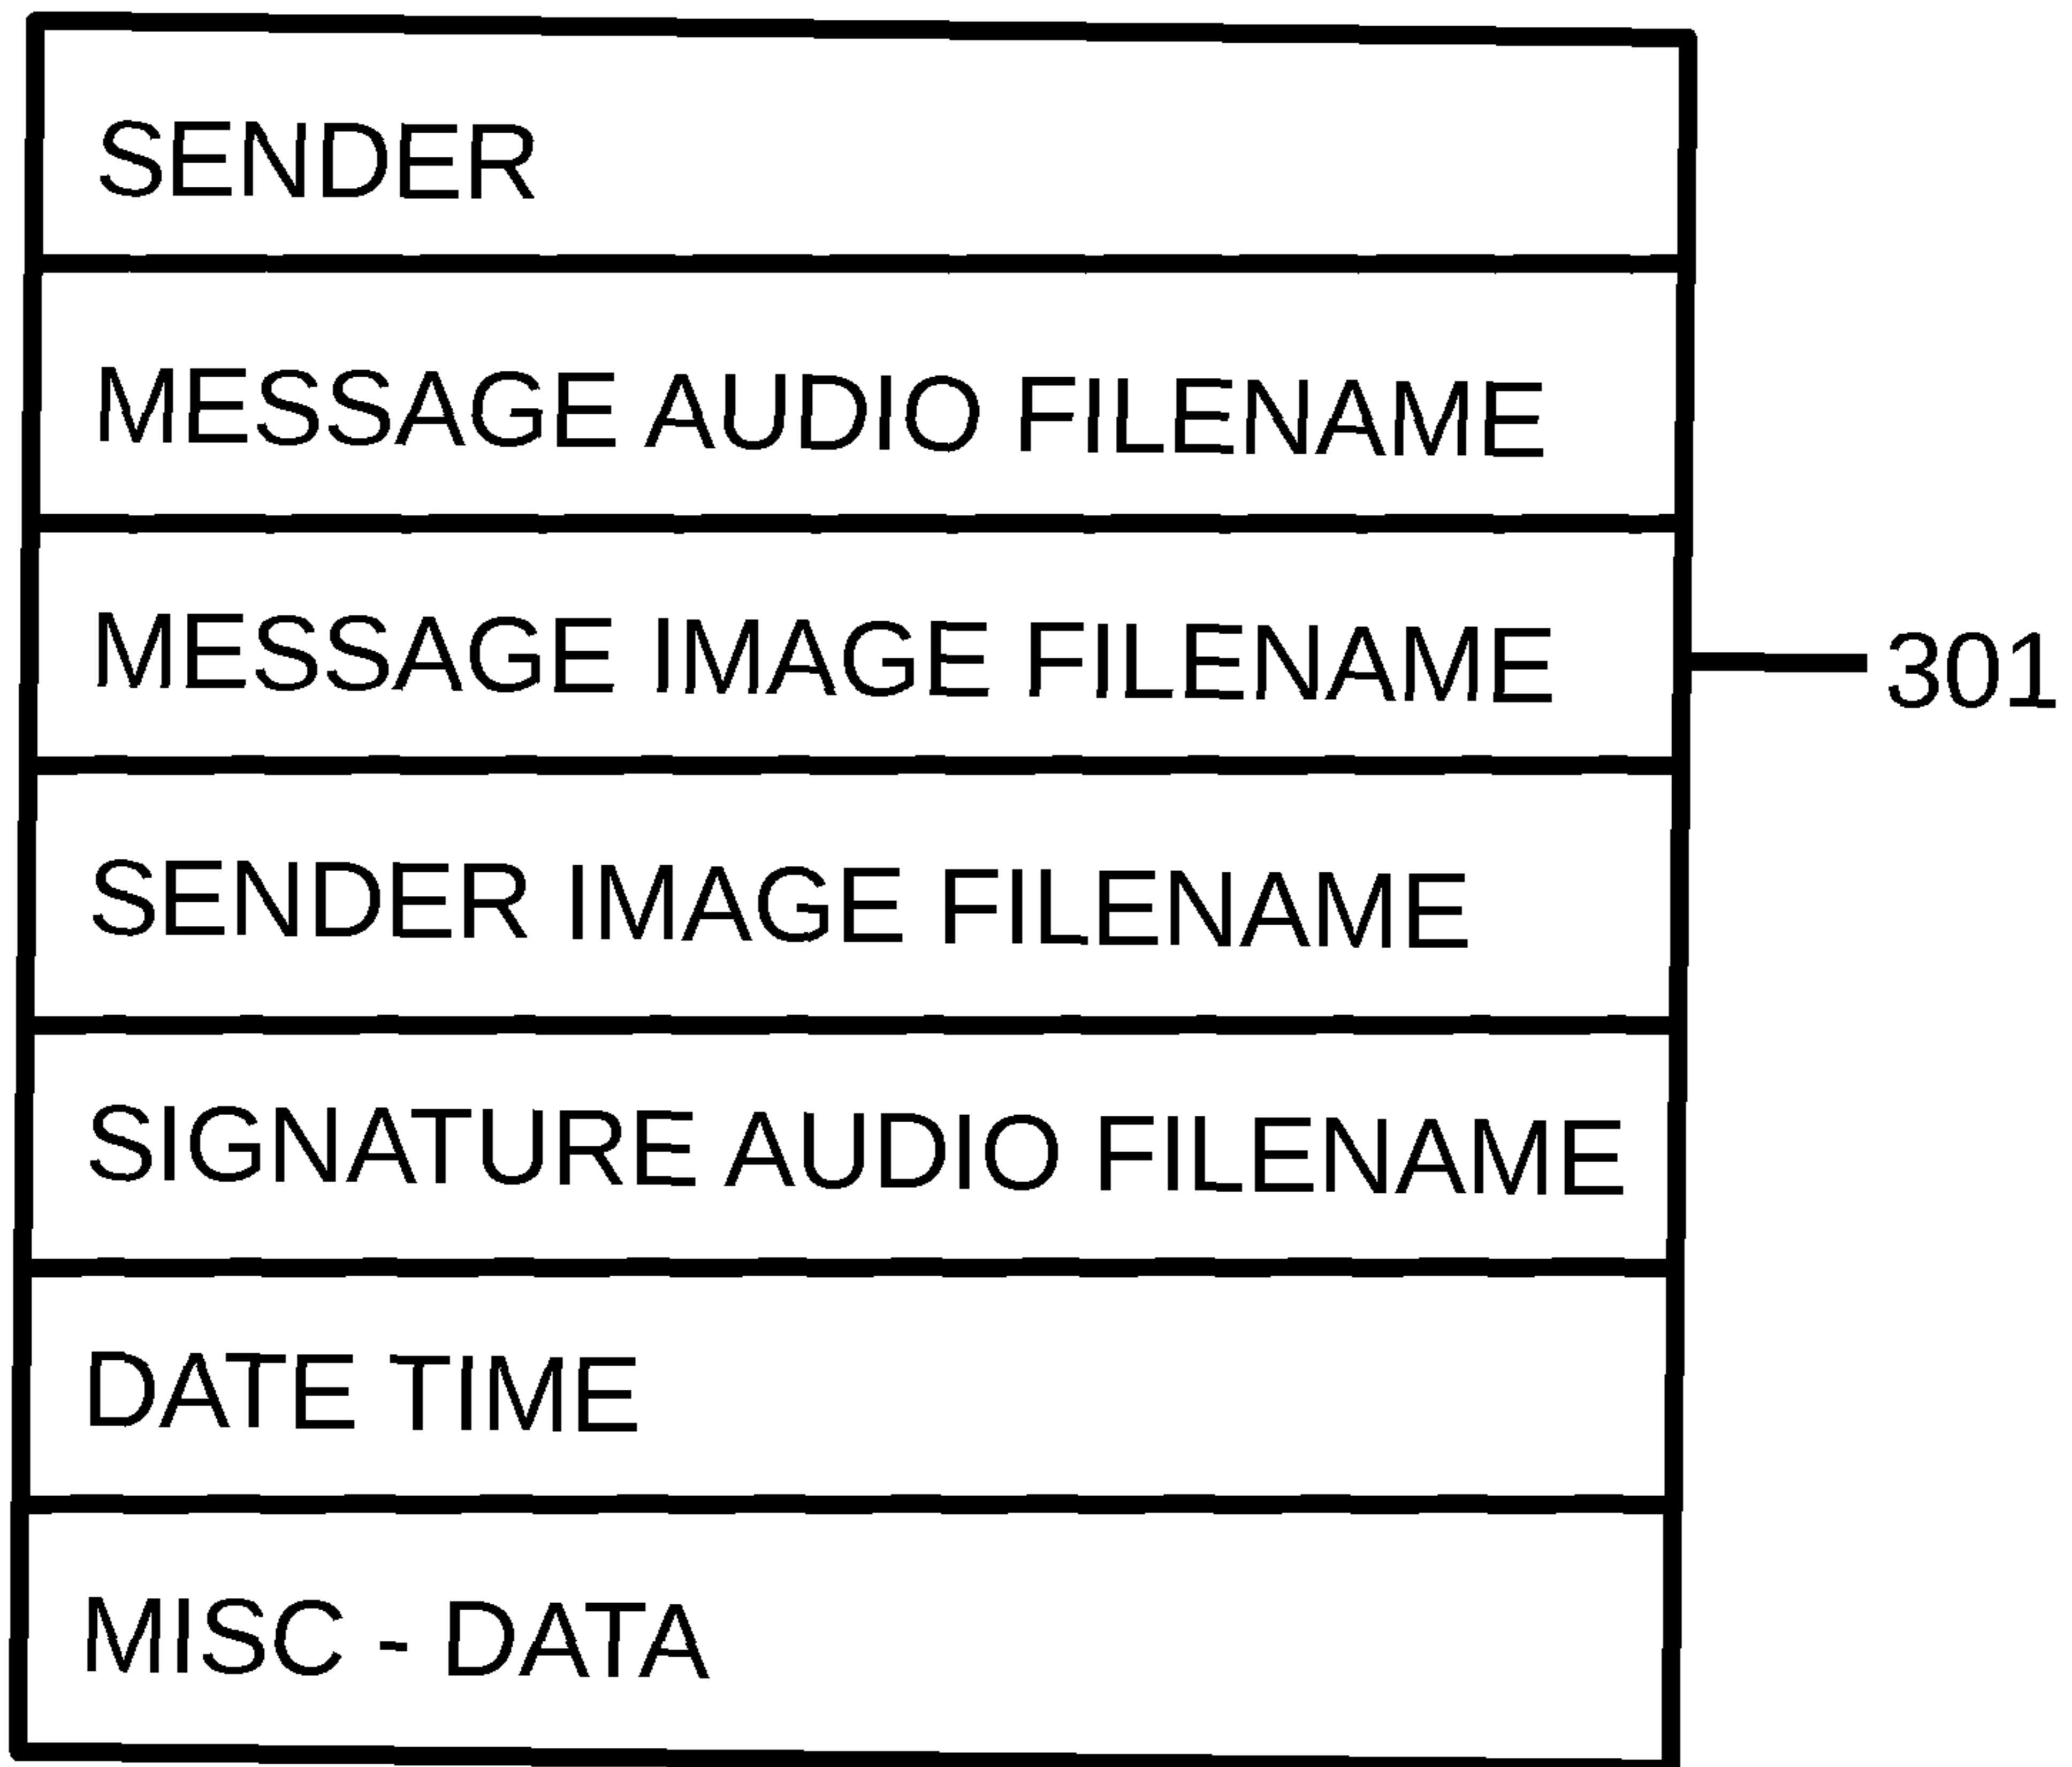 SENDER
MESSAGE AUDIO FILENAME
MESSAGE IMAGE FILENAME
301
SENDER IMAGE FILENAME
SIGNATURE AUDIO FILENAME
DATE TIME
MISC - DATA